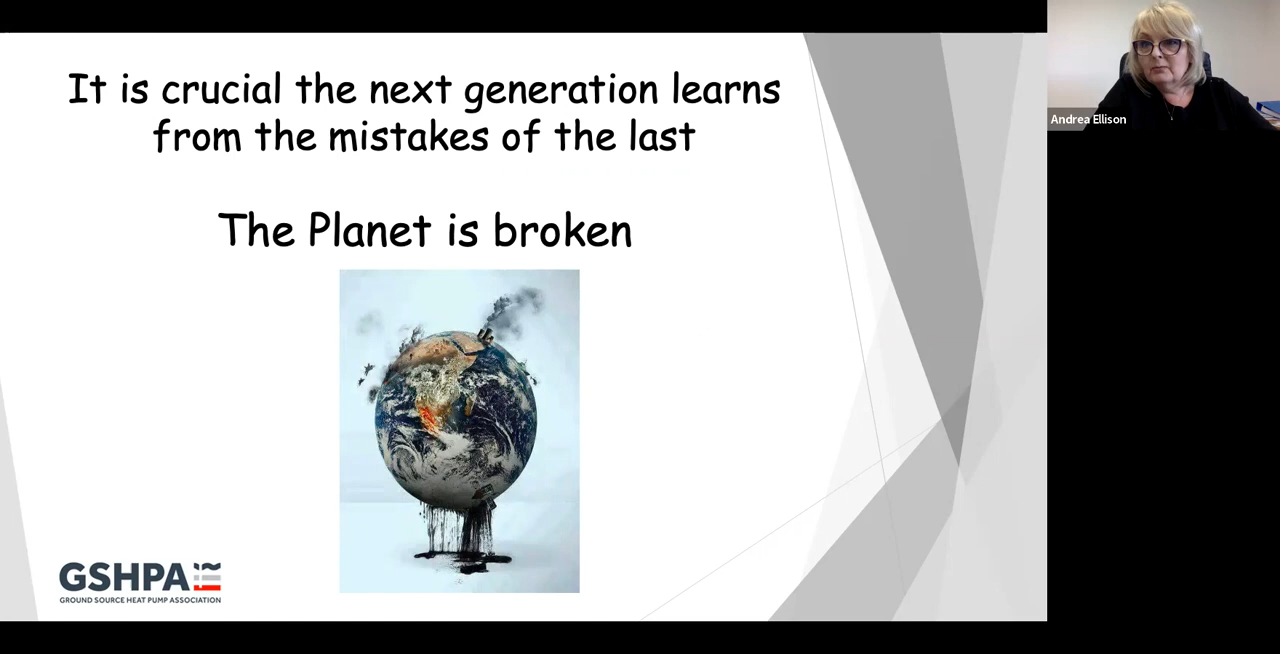 It is crucial the next generation learns
from the mistakes of the last
The Planet is broken
GSHPA
GROUND SOURCE HEAT PUMP ASSOCIATION
Andrea Ellison